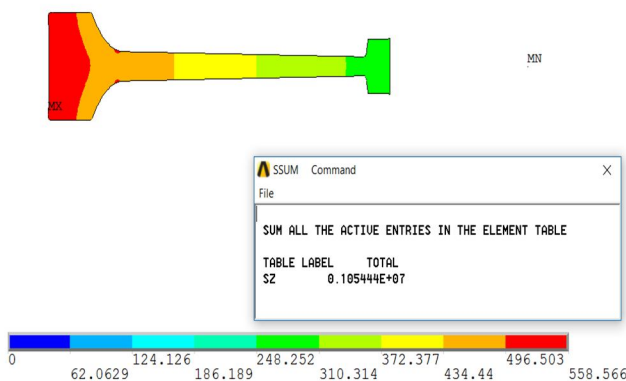 MN
MX
SSUM Command
X
File
SUM ALL THE ACTIVE ENTRIES IN THE ELEMENT TABLE
TABLE LABEL TOTAL
SZ 0.105444E+07
0 124.126 248.252 372.377 496.503
62.0629 186.189 310.314 434.44 558.566